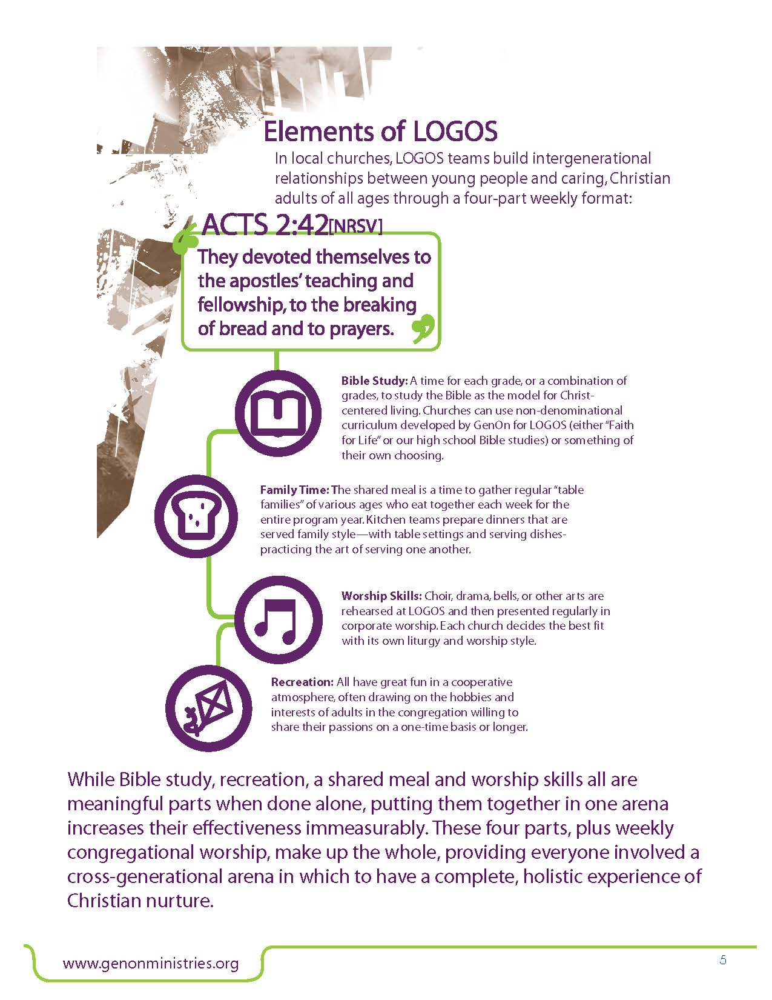 Elements of LOGOS
In local churches, LOGOS teams build intergenerational
relationships between young people and caring, Christian
adults of all ages through a four-part weekly format:
ACTS 2:42[NRSV]
They devoted themselves to
the apostles’ teaching and
fellowship, to the breaking
of bread and to prayers.
Bible Study: A time for each grade, or a combination of
grades, to study the Bible as the model for Christ-
centered living. Churches can use non-denominational
curriculum developed by GenOn for LOGOS (either “Faith
for Life” or our high school Bible studies) or something of
their own choosing.
Family Time: The shared meal is a time to gather regular “table
families” of various ages who eat together each week for the
entire program year. Kitchen teams prepare dinners that are
served family style—with table settings and serving dishes-
practicing the art of serving one another.
Worship Skills: Choir, drama, bells, or other arts are
rehearsed at LOGOS and then presented regularly in
corporate worship. Each church decides the best fit
with its own liturgy and worship style.
Recreation: All have great fun in a cooperative
atmosphere, often drawing on the hobbies and
interests of adults in the congregation willing to
share their passions on a one-time basis or longer.
While Bible study, recreation, a shared meal and worship skills all are
meaningful parts when done alone, putting them together in one arena
increases their effectiveness immeasurably. These four parts, plus weekly
congregational worship, make up the whole, providing everyone involved a
cross-generational arena in which to have a complete, holistic experience of
Christian nurture.
www.genonministries.org
5